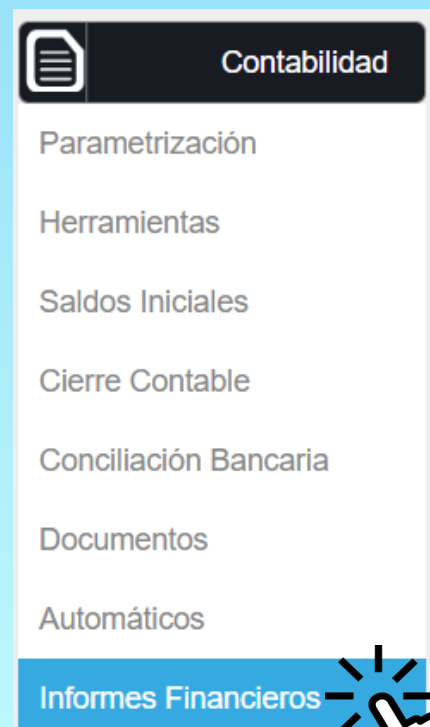 Contabilidad
Parametrización
Herramientas
Saldos Iniciales
Cierre Contable
Conciliación Bancaria
Documentos
Automáticos
Informes Financieros